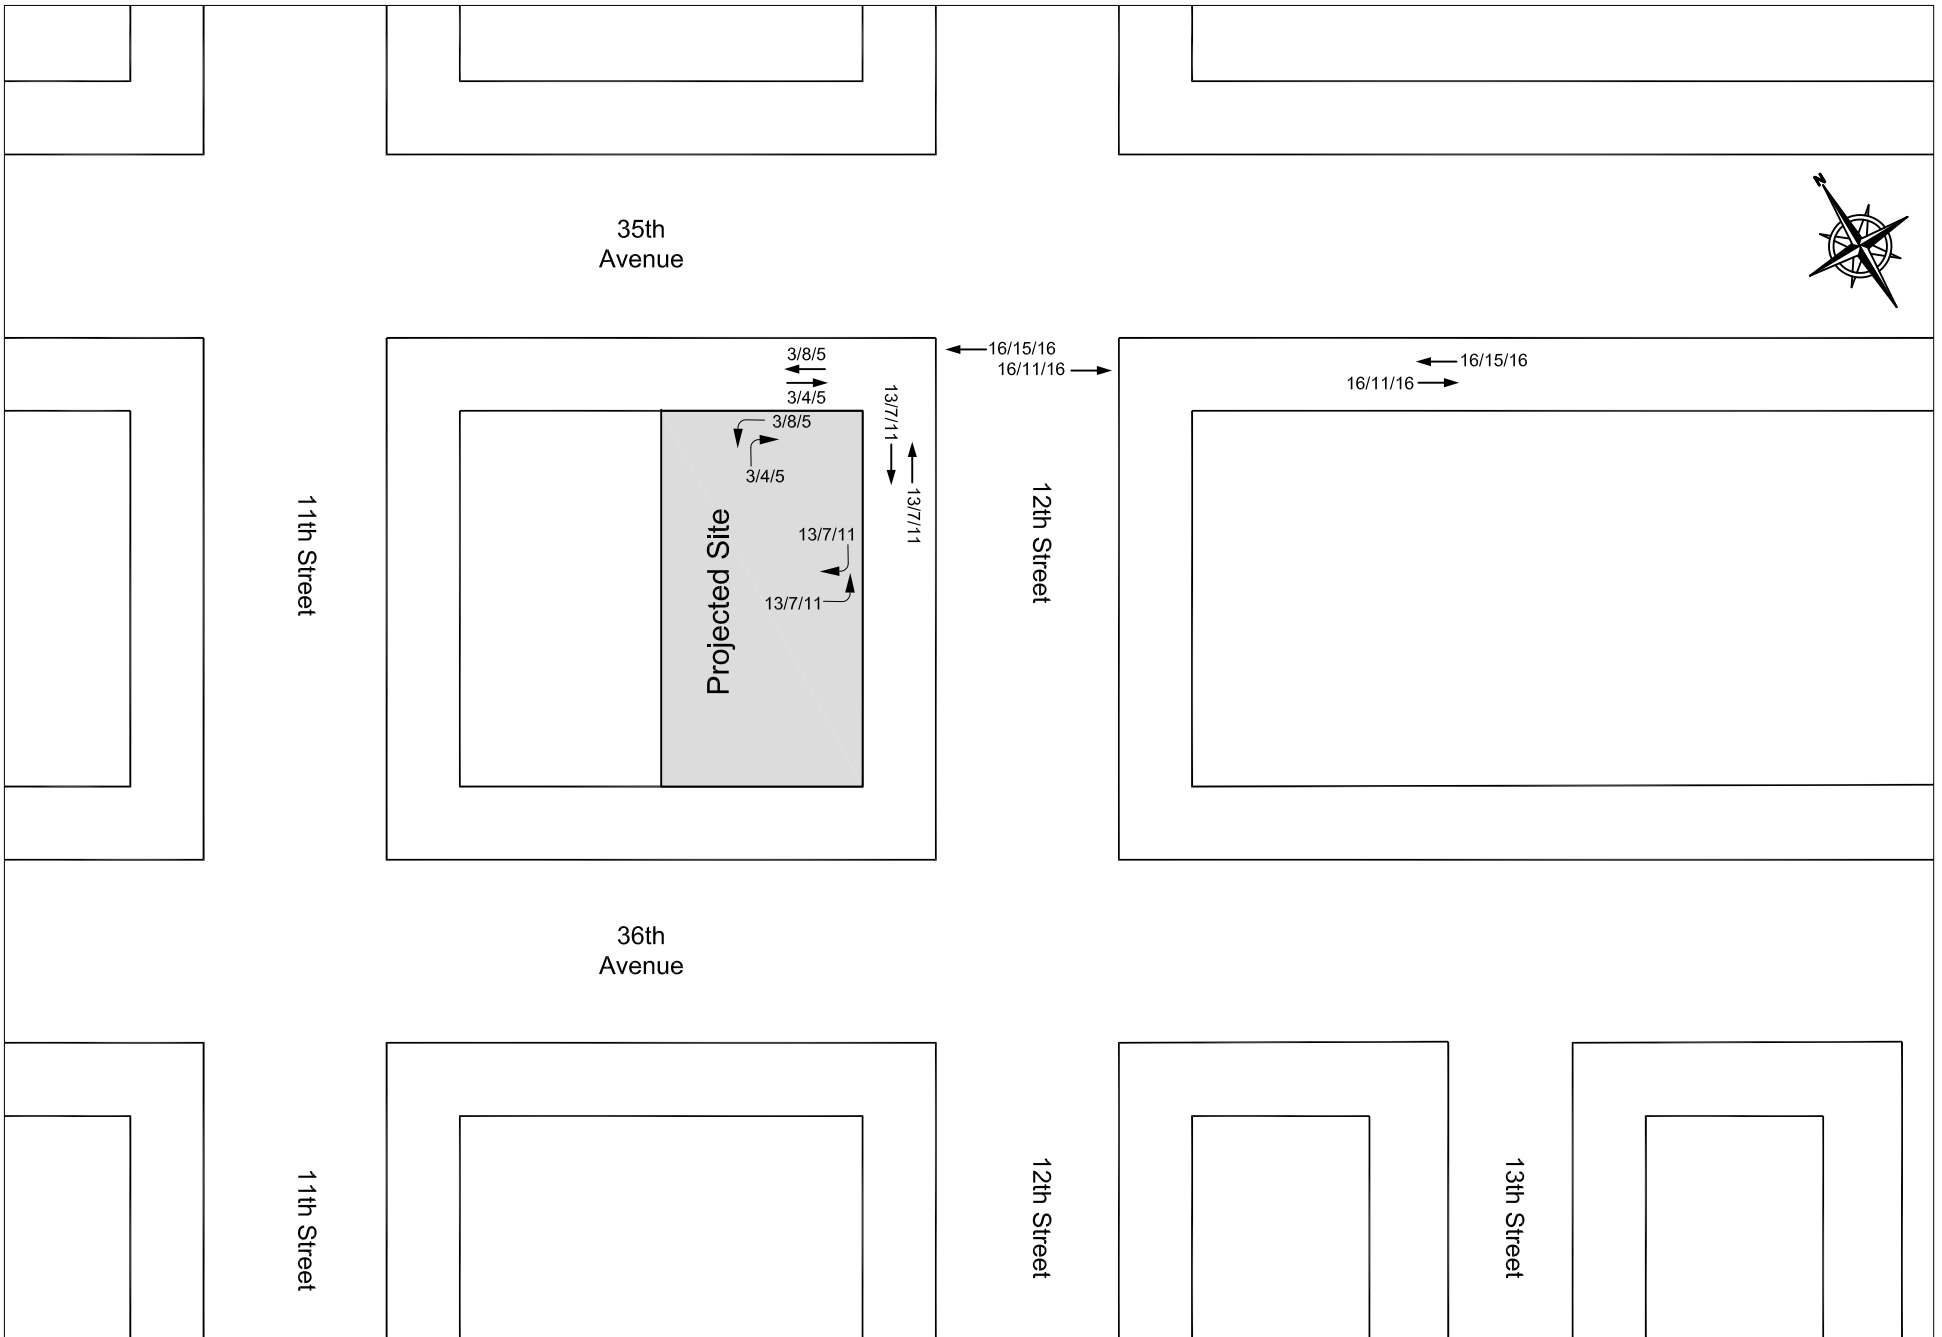 N
35th
Avenue
3/8/5
16/15/16
16/11/16
16/15/16
16/11/16
3/4/5
3/8/5
3/4/5
13/7/11
13/7/11
13/7/11
13/7/11
Projected Site
11th Street
12th Street
36th
Avenue
11th Street
12th Street
13th Street